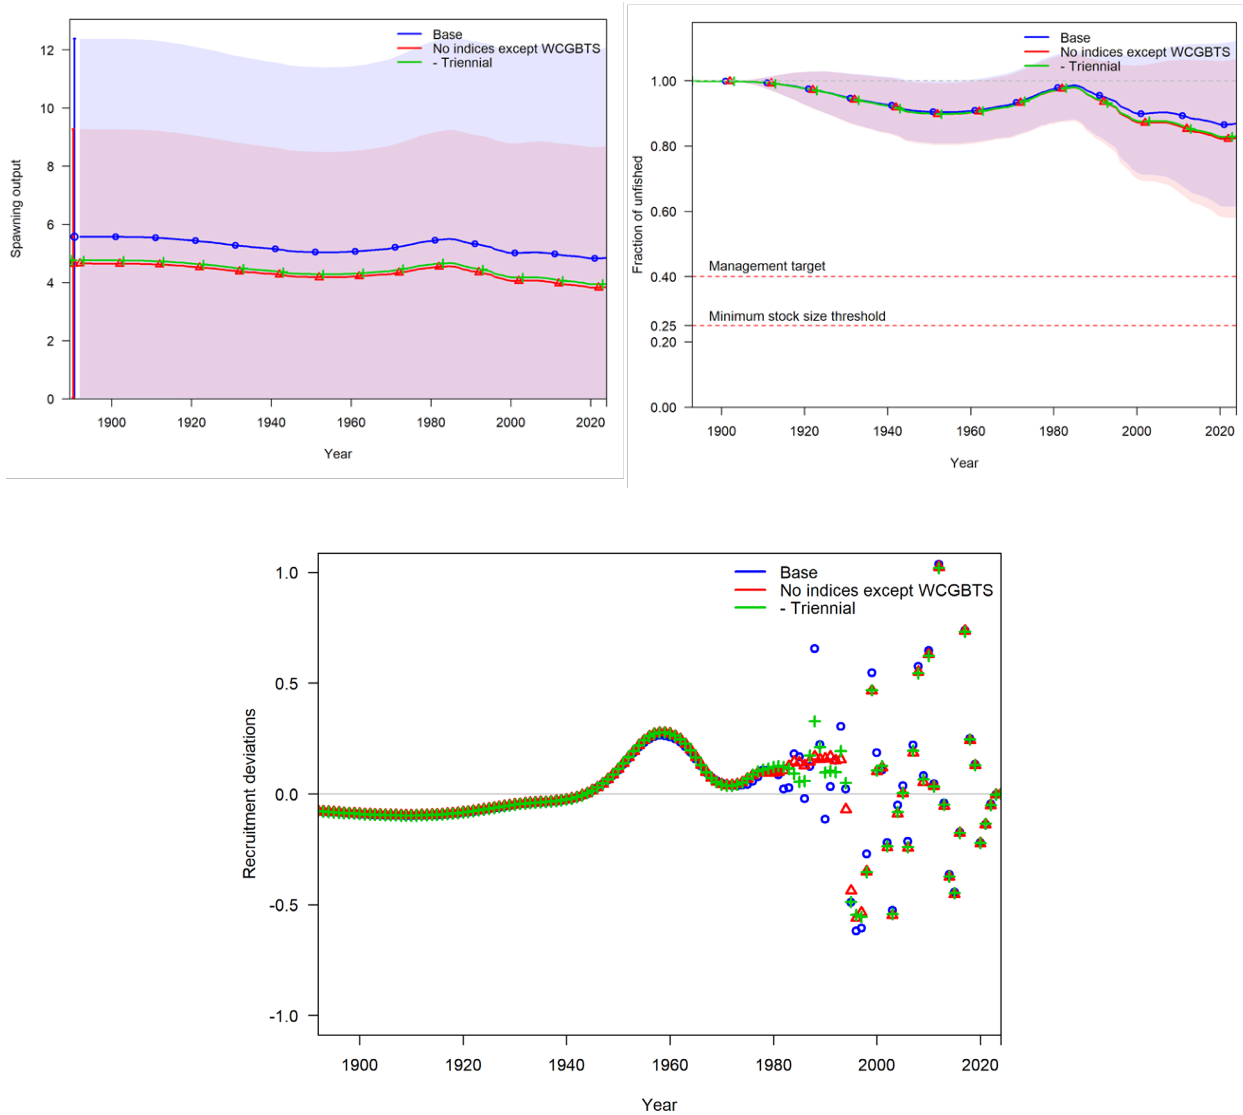 Base
No indices except WCGBTS
- Triennial
12
10
8
6
4
2
0
Spawning output
1900
1920
1940
1960
1980
2000
2020
Year
Base
No indices except WCGBTS
- Triennial
1.00
0.80
0.60
0.40
0.25
0.20
0.00
Fraction of unfished
Management target
Minimum stock size threshold
1900
1920
1940
1960
1980
2000
2020
Year
Base
No indices except WCGBTS
- Triennial
1.0
0.5
0.0
-0.5
-1.0
Recruitment deviations
1900
1920
1940
1960
1980
2000
2020
Year